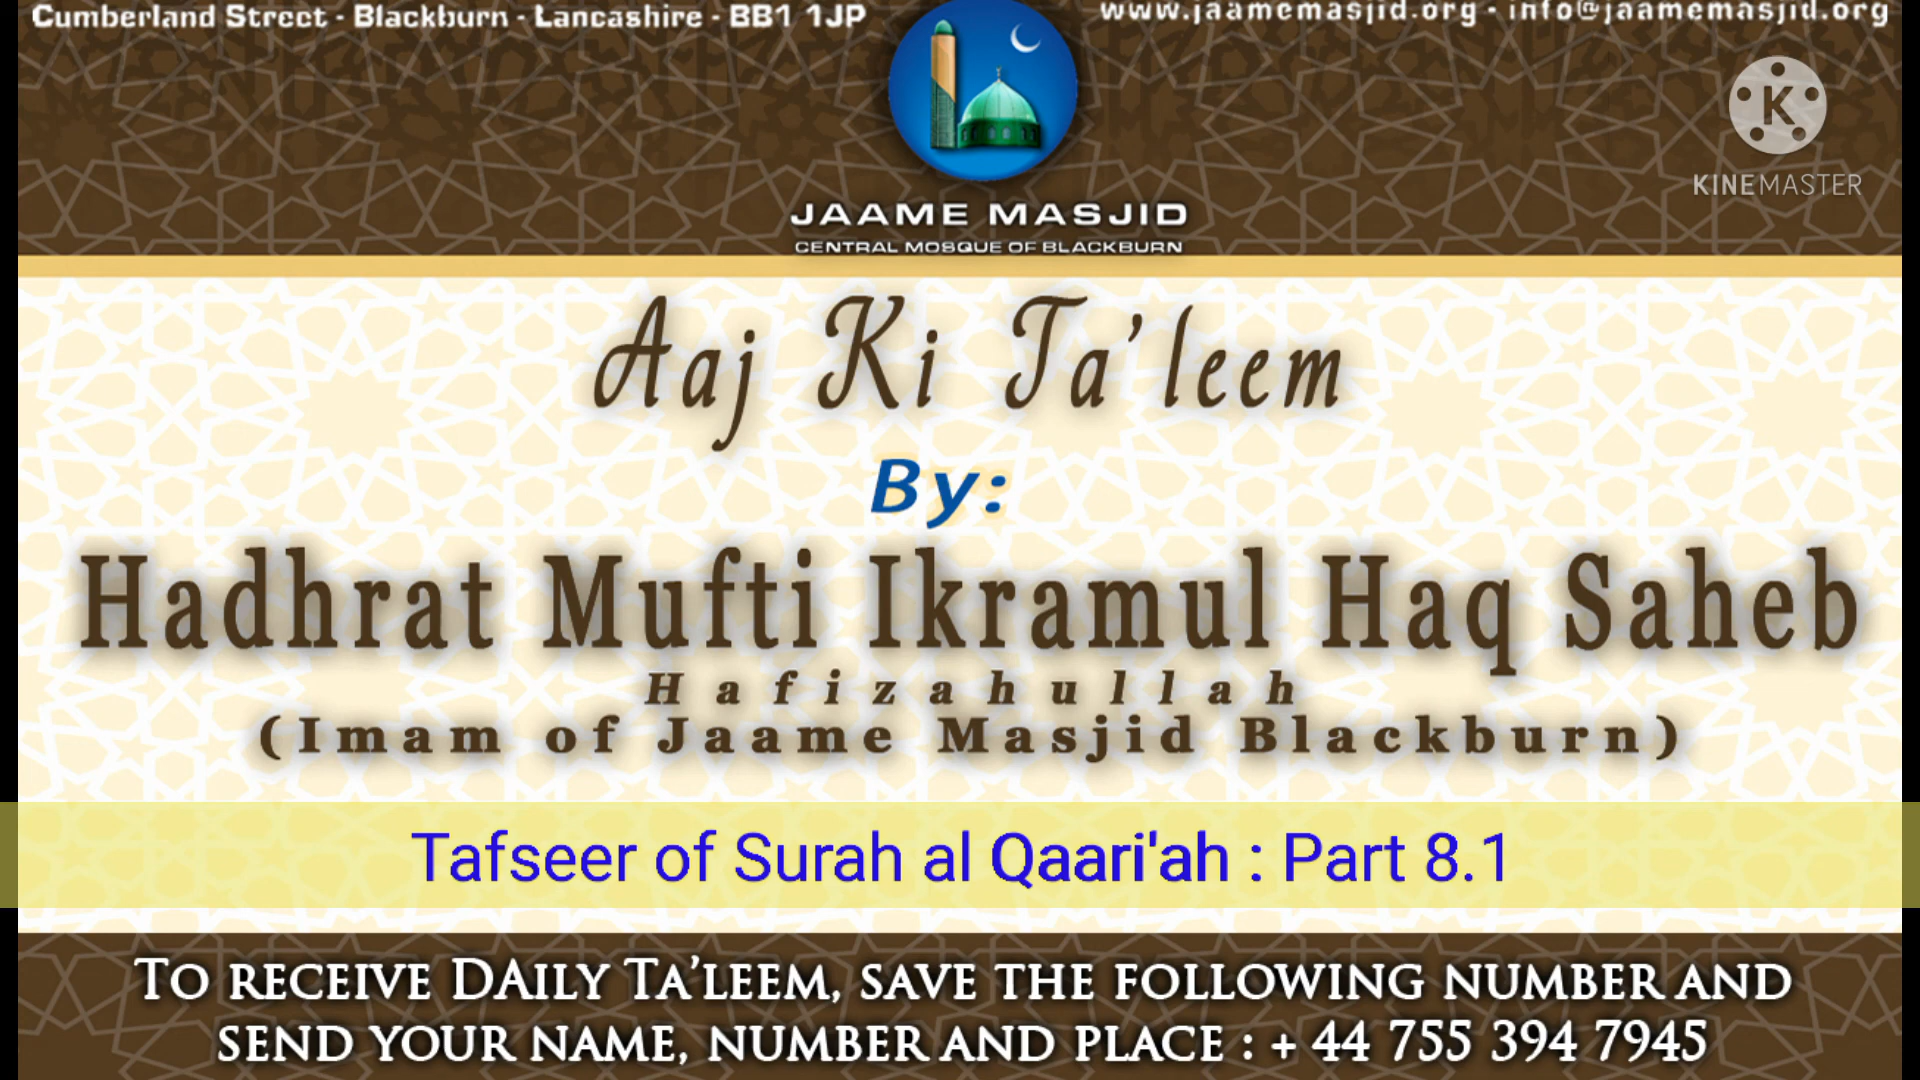 Cumberland Street - Blackburn - Lancashire - BB1 1JP
www.jaamemasjid.org - info@jaamemasjid.org
K
KINEMASTER
JAAME MASJID
CENTRAL MOSQUE OF BLACKBURN
Aaj Ki Ta'leem
By:
Hadhrat Mufti Ikramul Haq Saheb
Hafizahullah
(Imam of Jaame Masjid Blackburn)
Tafseer of Surah al Qaari'ah : Part 8.1
TO RECEIVE DAILY TA'LEEM, SAVE THE FOLLOWING NUMBER AND
SEND YOUR NAME, NUMBER AND PLACE : + 44 755 394 7945